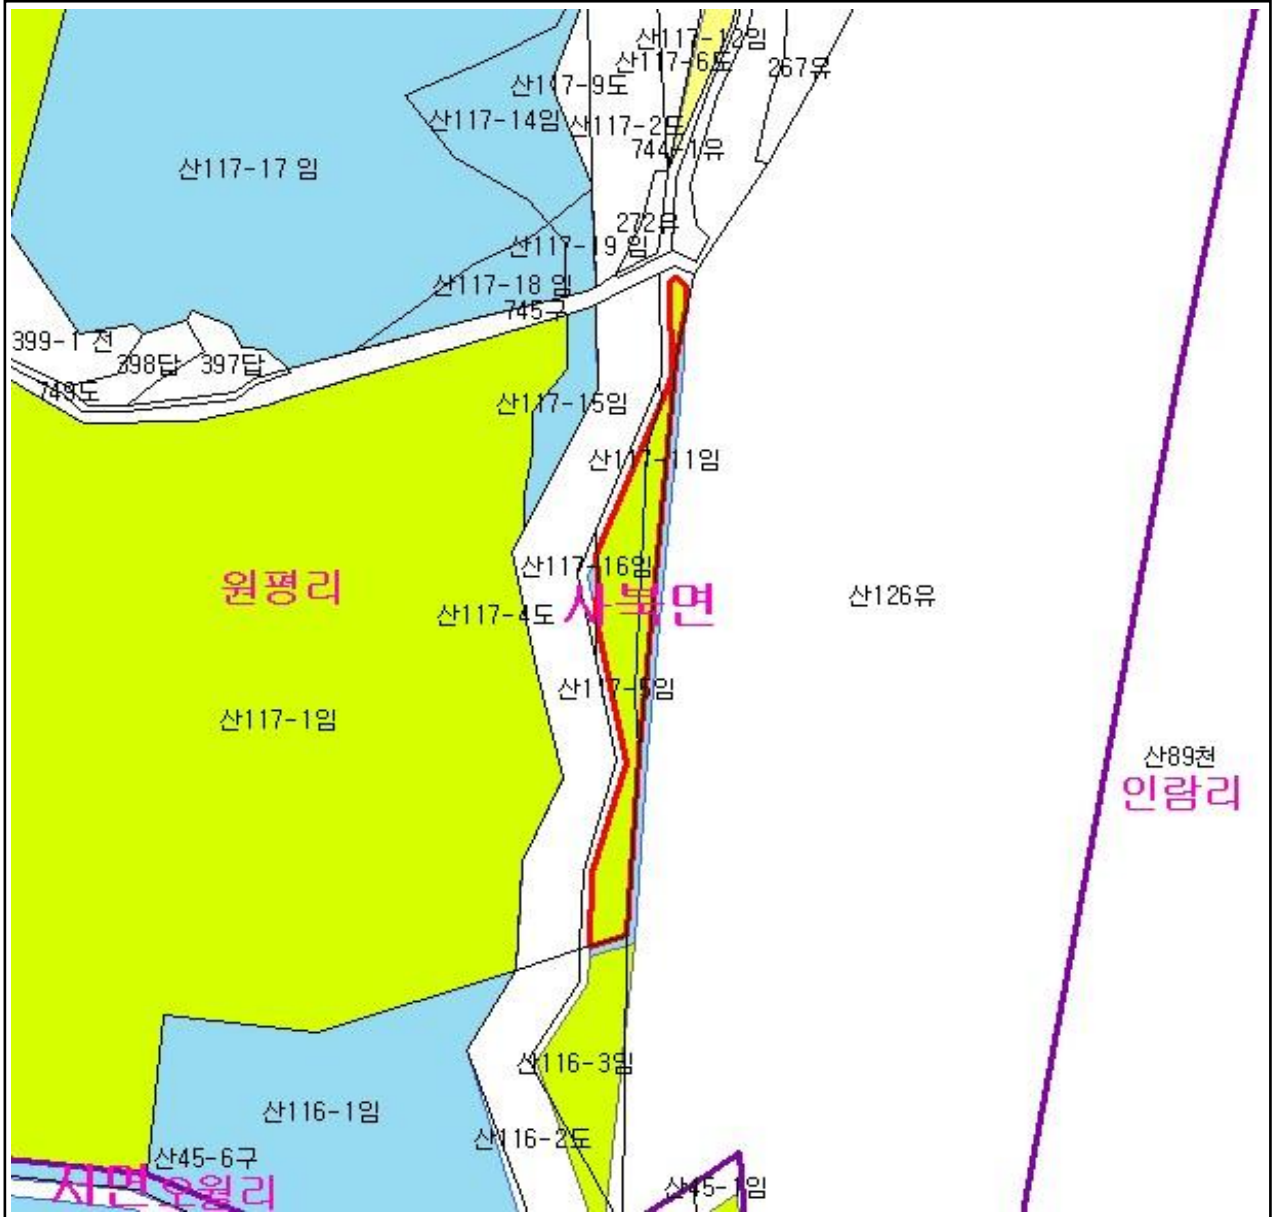 산117-12임
산117-6도
267유
산117-9도
산117-14임
산117-2도
744-1유
산117-17 임
272유
산117-19 임
산117-18 임
745구
399-1 전
398답
397답
749도
산117-15임
산117-11임
산117-16임
원평리
사북면
산126유
산117-4도
산117-5임
산117-1임
산89천
인람리
산116-3임
산116-1임
산116-2도
산45-6구
서면
오월리
산45-1임